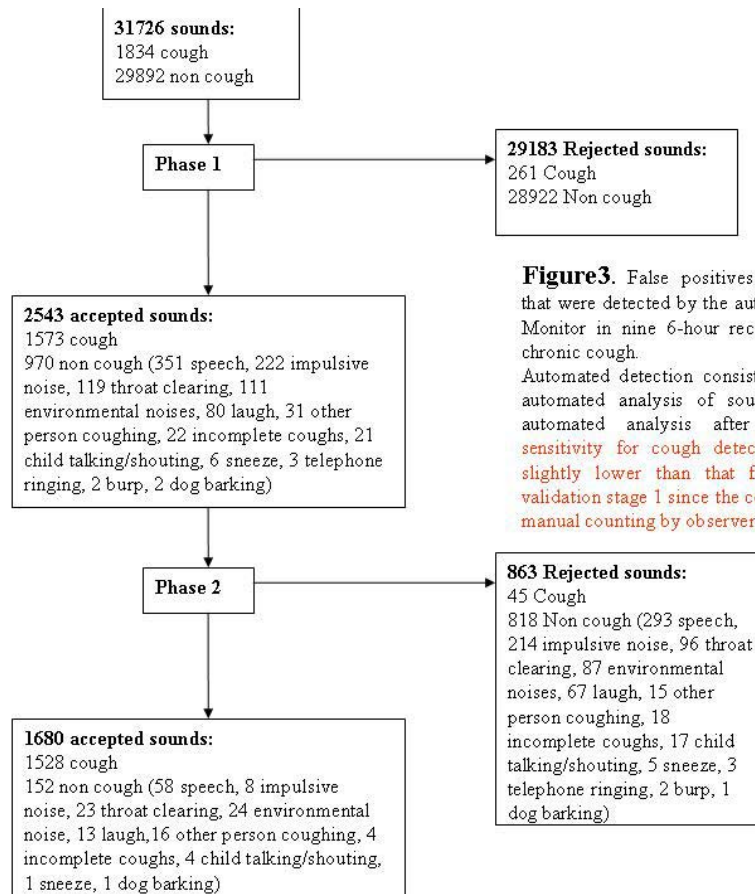 31726 sounds:
1834 cough
29892 non cough
Phase 1
29183 Rejected sounds:
261 Cough
28922 Non cough
Figure3. False positives
that were detected by the aut
Monitor in nine 6-hour rec
chronic cough.
Automated detection consist
automated analysis of sou
automated analysis after
sensitivity for cough detec
slightly lower than that f
validation stage 1 since the c
manual counting by observer
2543 accepted sounds:
1573 cough
970 non cough (351 speech, 222 impulsive
noise, 119 throat clearing, 111
environmental noises, 80 laugh, 31 other
person coughing, 22 incomplete coughs, 21
child talking/shouting, 6 sneeze, 3 telephone
ringing, 2 burp, 2 dog barking)
Phase 2
863 Rejected sounds:
45 Cough
818 Non cough (293 speech,
214 impulsive noise, 96 throat
clearing, 87 environmental
noises, 67 laugh, 15 other
person coughing, 18
incomplete coughs, 17 child
talking/shouting, 5 sneeze, 3
telephone ringing, 2 burp, 1
dog barking)
1680 accepted sounds:
1528 cough
152 non cough (58 speech, 8 impulsive
noise, 23 throat clearing, 24 environmental
noise, 13 laugh,16 other person coughing, 4
incomplete coughs, 4 child talking/shouting,
1 sneeze, 1 dog barking)